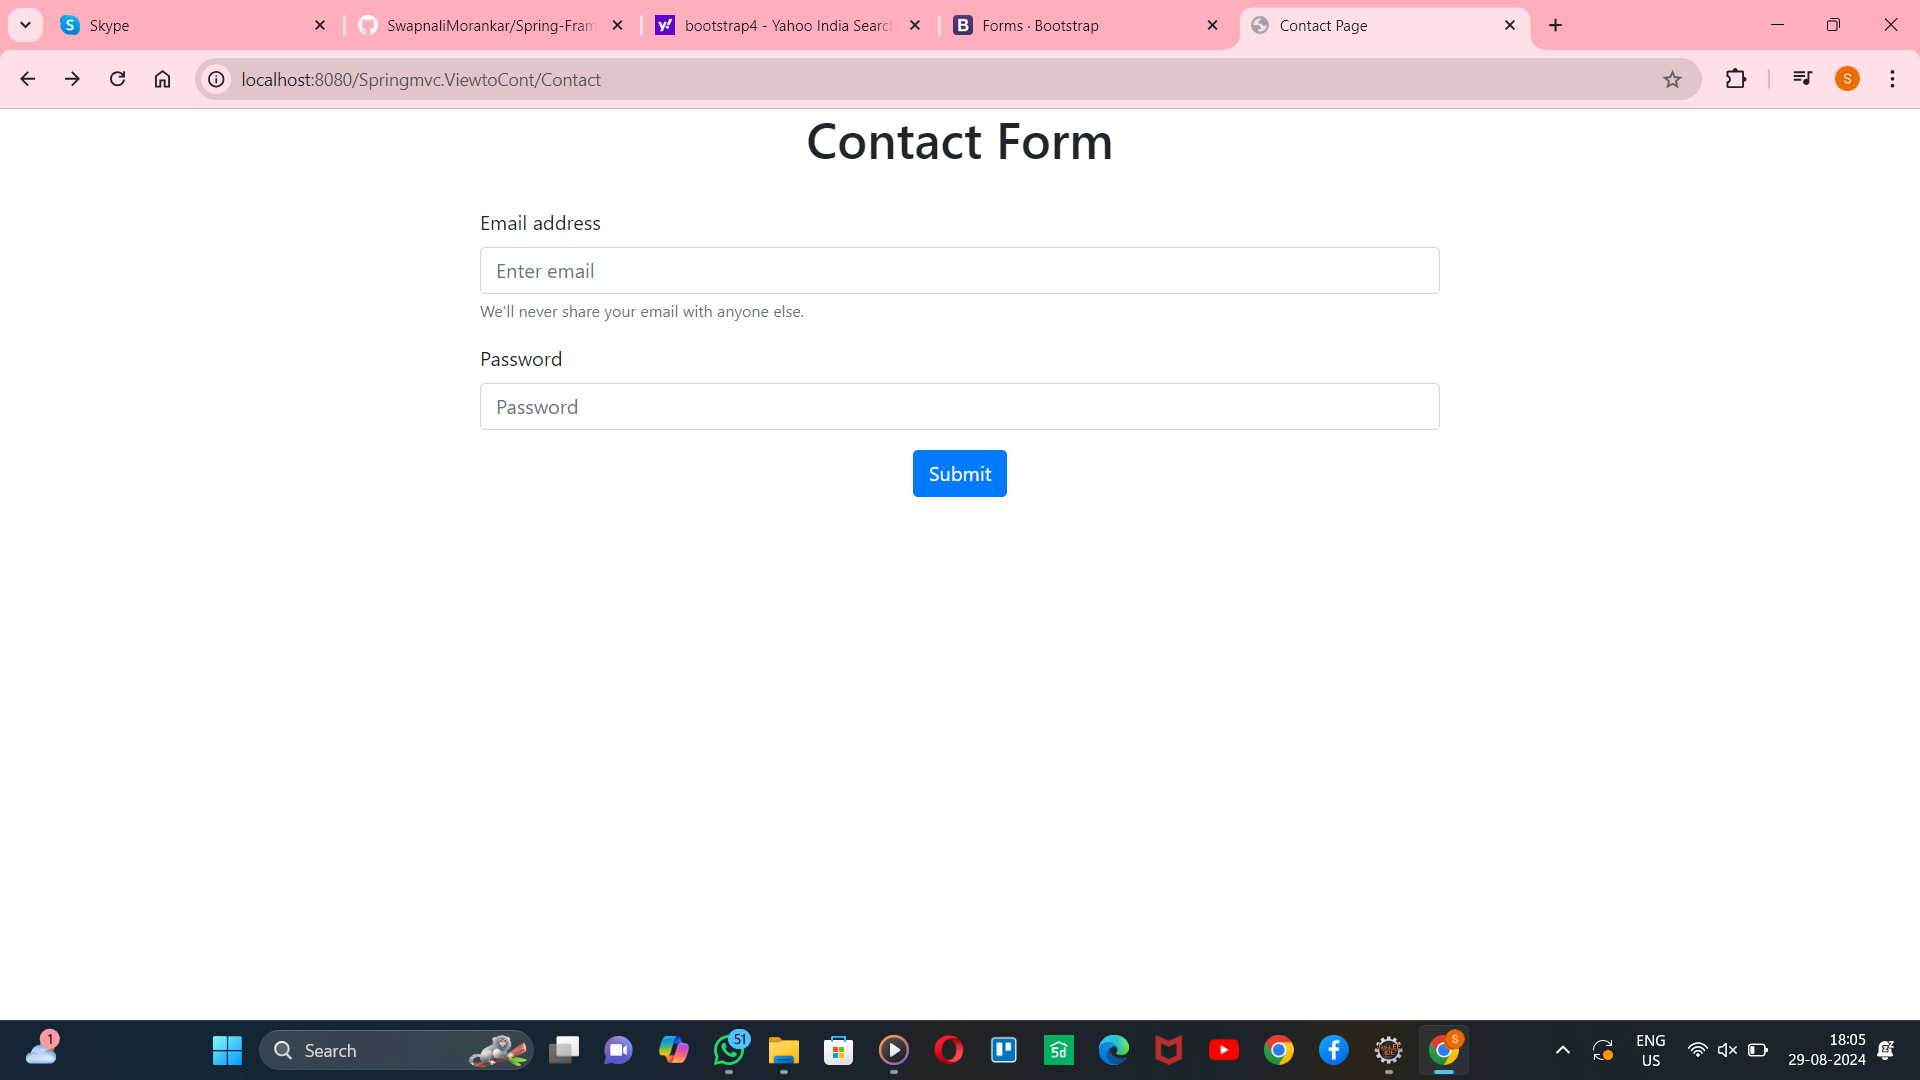 Skype
SwapnaliMorankar/Spring-Fram
bootstrap4 - Yahoo India Search
Forms · Bootstrap
Contact Page
localhost:8080/Springmvc.ViewtoCont/Contact
S
Contact Form
Email address
Enter email
We'll never share your email with anyone else.
Password
Password
Submit
1
Search
51
ENG
US
18:05
29-08-2024